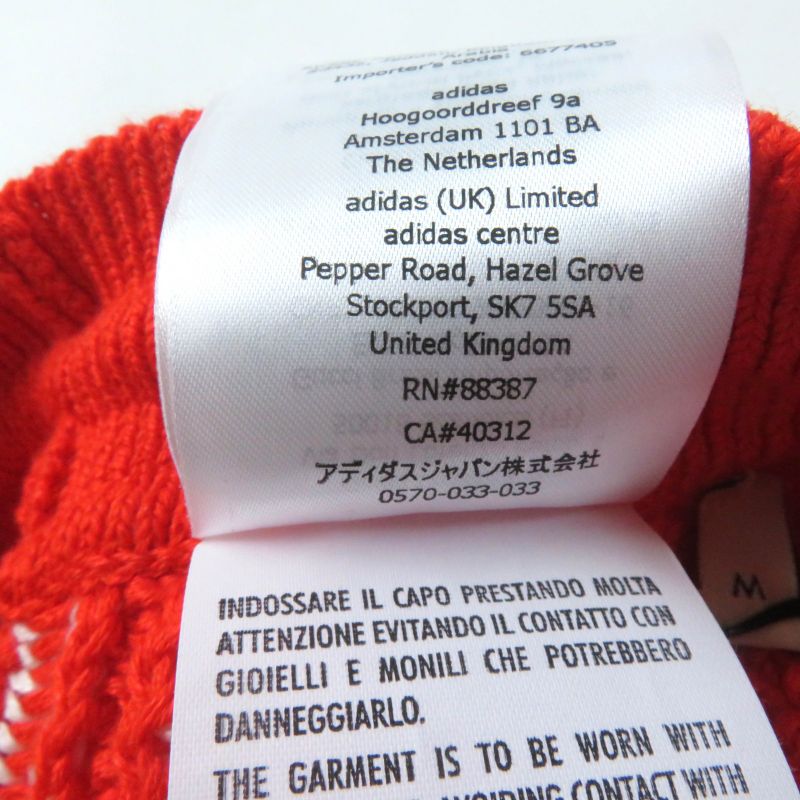 Importer's code: 6677405
adidas
Hoogoorddreef 9a
Amsterdam 1101 BA
The Netherlands
adidas (UK) Limited
adidas centre
Pepper Road, Hazel Grove
Stockport, SK7 5SA
United Kingdom
RN#88387
CA#40312
アディダスジャパン株式会社
0570-033-033
M
INDOSSARE IL CAPO PRESTANDO MOLTA
ATTENZIONE EVITANDO IL CONTATTO CON
GIOIELLI E MONILI CHE POTREBBERO
DANNEGGIARLO.
THE GARMENT IS TO BE WORN WITH
AVOIDING CONTACT WITH